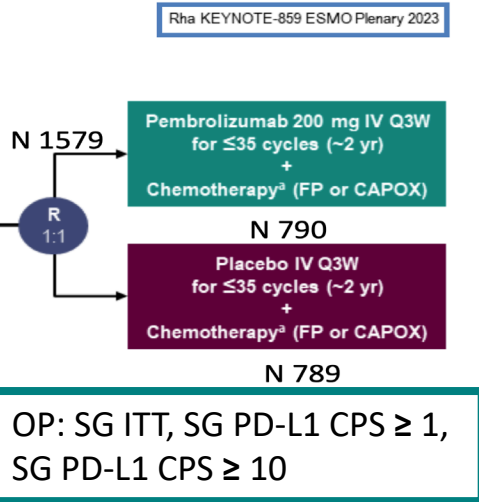 Rha KEYNOTE-859 ESMO Plenary 2023
N 1579
Pembrolizumab 200 mg IV Q3W
for ≤35 cycles (~2 yr)
+
Chemotherapyᵃ (FP or CAPOX)
R
1:1
N 790
Placebo IV Q3W
for ≤35 cycles (~2 yr)
+
Chemotherapyᵃ (FP or CAPOX)
N 789
OP: SG ITT, SG PD-L1 CPS ≥ 1,
SG PD-L1 CPS ≥ 10